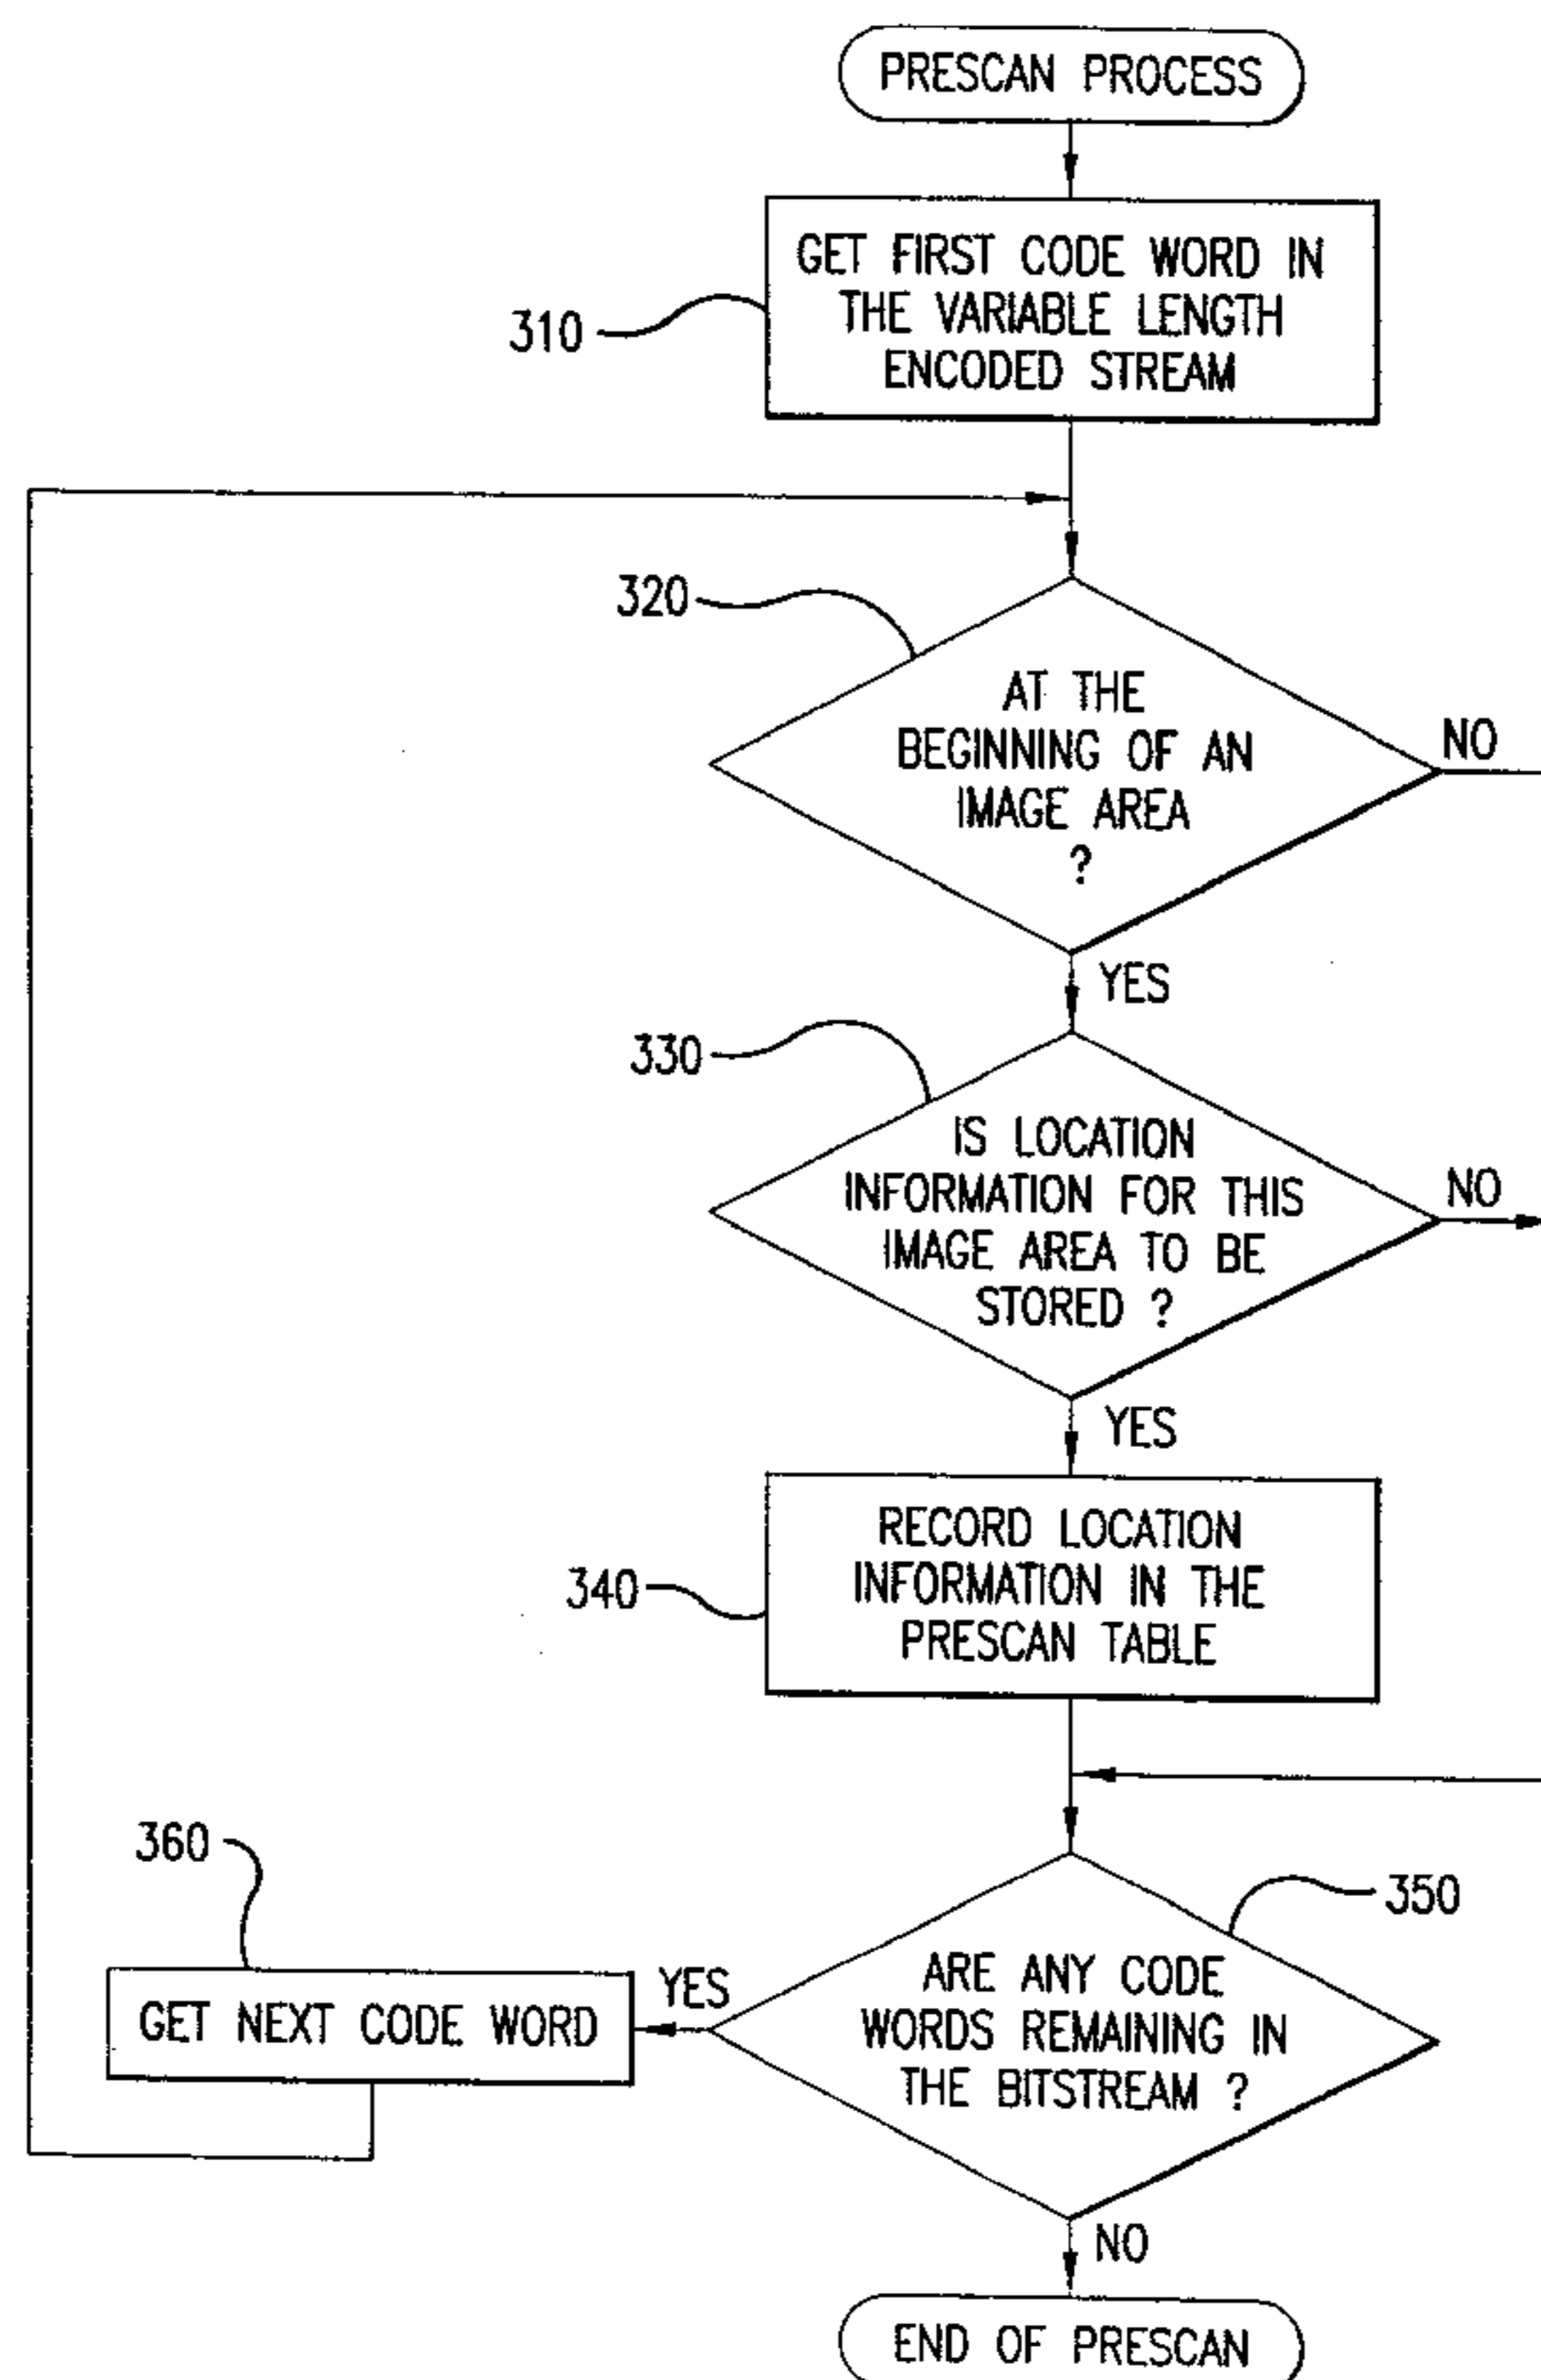 PRESCAN PROCESS
GET FIRST CODE WORD IN
THE VARIABLE LENGTH
ENCODED STREAM
310
320
AT THE
BEGINNING OF AN
IMAGE AREA
?
NO
YES
330
IS LOCATION
INFORMATION FOR THIS
IMAGE AREA TO BE
STORED ?
NO
YES
RECORD LOCATION
INFORMATION IN THE
PRESCAN TABLE
340
360
350
ARE ANY CODE
WORDS REMAINING IN
THE BITSTREAM ?
YES
GET NEXT CODE WORD
NO
END OF PRESCAN